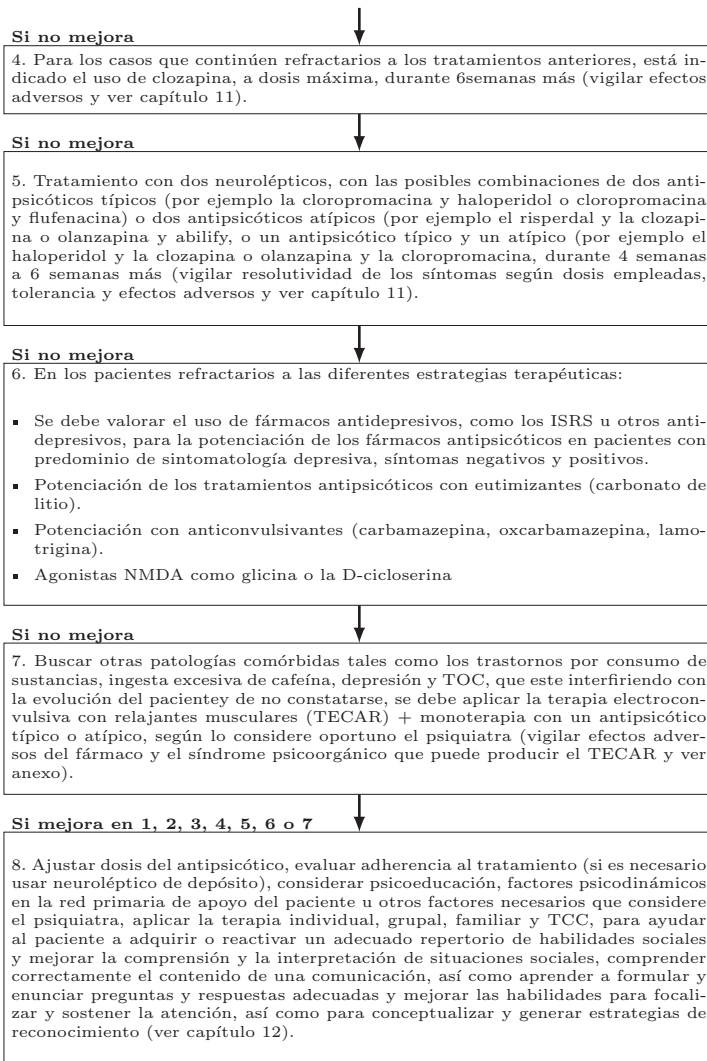 Si no mejora
4. Para los casos que continúen refractarios a los tratamientos anteriores, está in-
dicado el uso de clozapina, a dosis máxima, durante 6semanas más (vigilar efectos
adversos y ver capítulo 11).
Si no mejora
5. Tratamiento con dos neurolépticos, con las posibles combinaciones de dos anti-
psicóticos típicos (por ejemplo la cloropromacina y haloperidol o cloropromacina
y flufenacina) o dos antipsicóticos atípicos (por ejemplo el risperdal y la clozapi-
na o olanzapina y abilify, o un antipsicótico típico y un atípico (por ejemplo el
haloperidol y la clozapina o olanzapina y la cloropromacina, durante 4 semanas
a 6 semanas más (vigilar resolutividad de los síntomas según dosis empleadas,
tolerancia y efectos adversos y ver capítulo 11).
Si no mejora
6. En los pacientes refractarios a las diferentes estrategias terapéuticas:
▪ Se debe valorar el uso de fármacos antidepresivos, como los ISRS u otros anti-
depresivos, para la potenciación de los fármacos antipsicóticos en pacientes con
predominio de sintomatología depresiva, síntomas negativos y positivos.
▪ Potenciación de los tratamientos antipsicóticos con eutimizantes (carbonato de
litio).
▪ Potenciación con anticonvulsivantes (carbamazepina, oxcarbamazepina, lamo-
trigina).
▪ Agonistas NMDA como glicina o la D-cicloserina
Si no mejora
7. Buscar otras patologías comórbidas tales como los trastornos por consumo de
sustancias, ingesta excesiva de cafeína, depresión y TOC, que este interfiriendo con
la evolución del pacientey de no constatarse, se debe aplicar la terapia electrocon-
vulsiva con relajantes musculares (TECAR) + monoterapia con un antipsicótico
típico o atípico, según lo considere oportuno el psiquiatra (vigilar efectos adver-
sos del fármaco y el síndrome psicoorgánico que puede producir el TECAR y ver
anexo).
Si mejora en 1, 2, 3, 4, 5, 6 o 7
8. Ajustar dosis del antipsicótico, evaluar adherencia al tratamiento (si es necesario
usar neuroléptico de depósito), considerar psicoeducación, factores psicodinámicos
en la red primaria de apoyo del paciente u otros factores necesarios que considere
el psiquiatra, aplicar la terapia individual, grupal, familiar y TCC, para ayudar
al paciente a adquirir o reactivar un adecuado repertorio de habilidades sociales
y mejorar la comprensión y la interpretación de situaciones sociales, comprender
correctamente el contenido de una comunicación, así como aprender a formular y
enunciar preguntas y respuestas adecuadas y mejorar las habilidades para focali-
zar y sostener la atención, así como para conceptualizar y generar estrategias de
reconocimiento (ver capítulo 12).